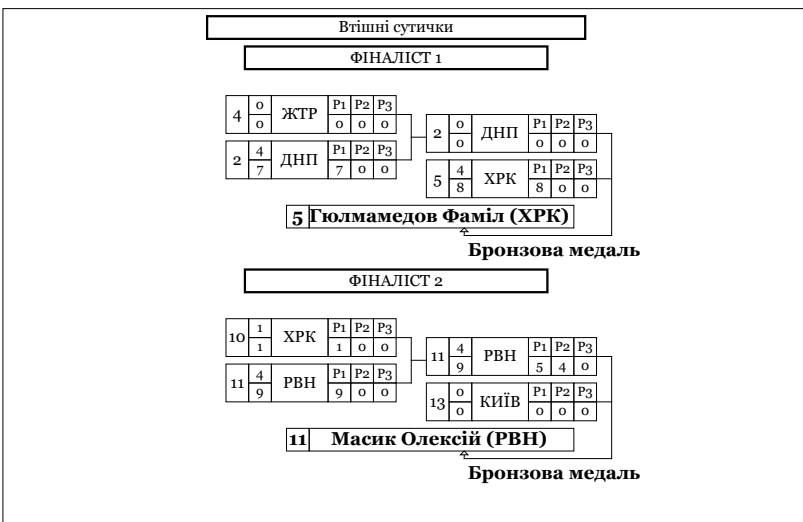 Втішні сутички
ФІНАЛІСТ 1
4 0 ЖТР P1 P2 P3
0 0 0 0
2 0 ДНП P1 P2 P3
0 0 0 0
2 4 ДНП P1 P2 P3
7 7 0 0
5 4 ХРК P1 P2 P3
8 8 0 0
5 Гюлмамедов Фаміл (ХРК)
Бронзова медаль
ФІНАЛІСТ 2
10 1 ХРК P1 P2 P3
1 1 0 0
11 4 РВН P1 P2 P3
9 5 4 0
11 4 РВН P1 P2 P3
9 9 0 0
13 0 КИЇВ P1 P2 P3
0 0 0 0
11 Масик Олексій (РВН)
Бронзова медаль